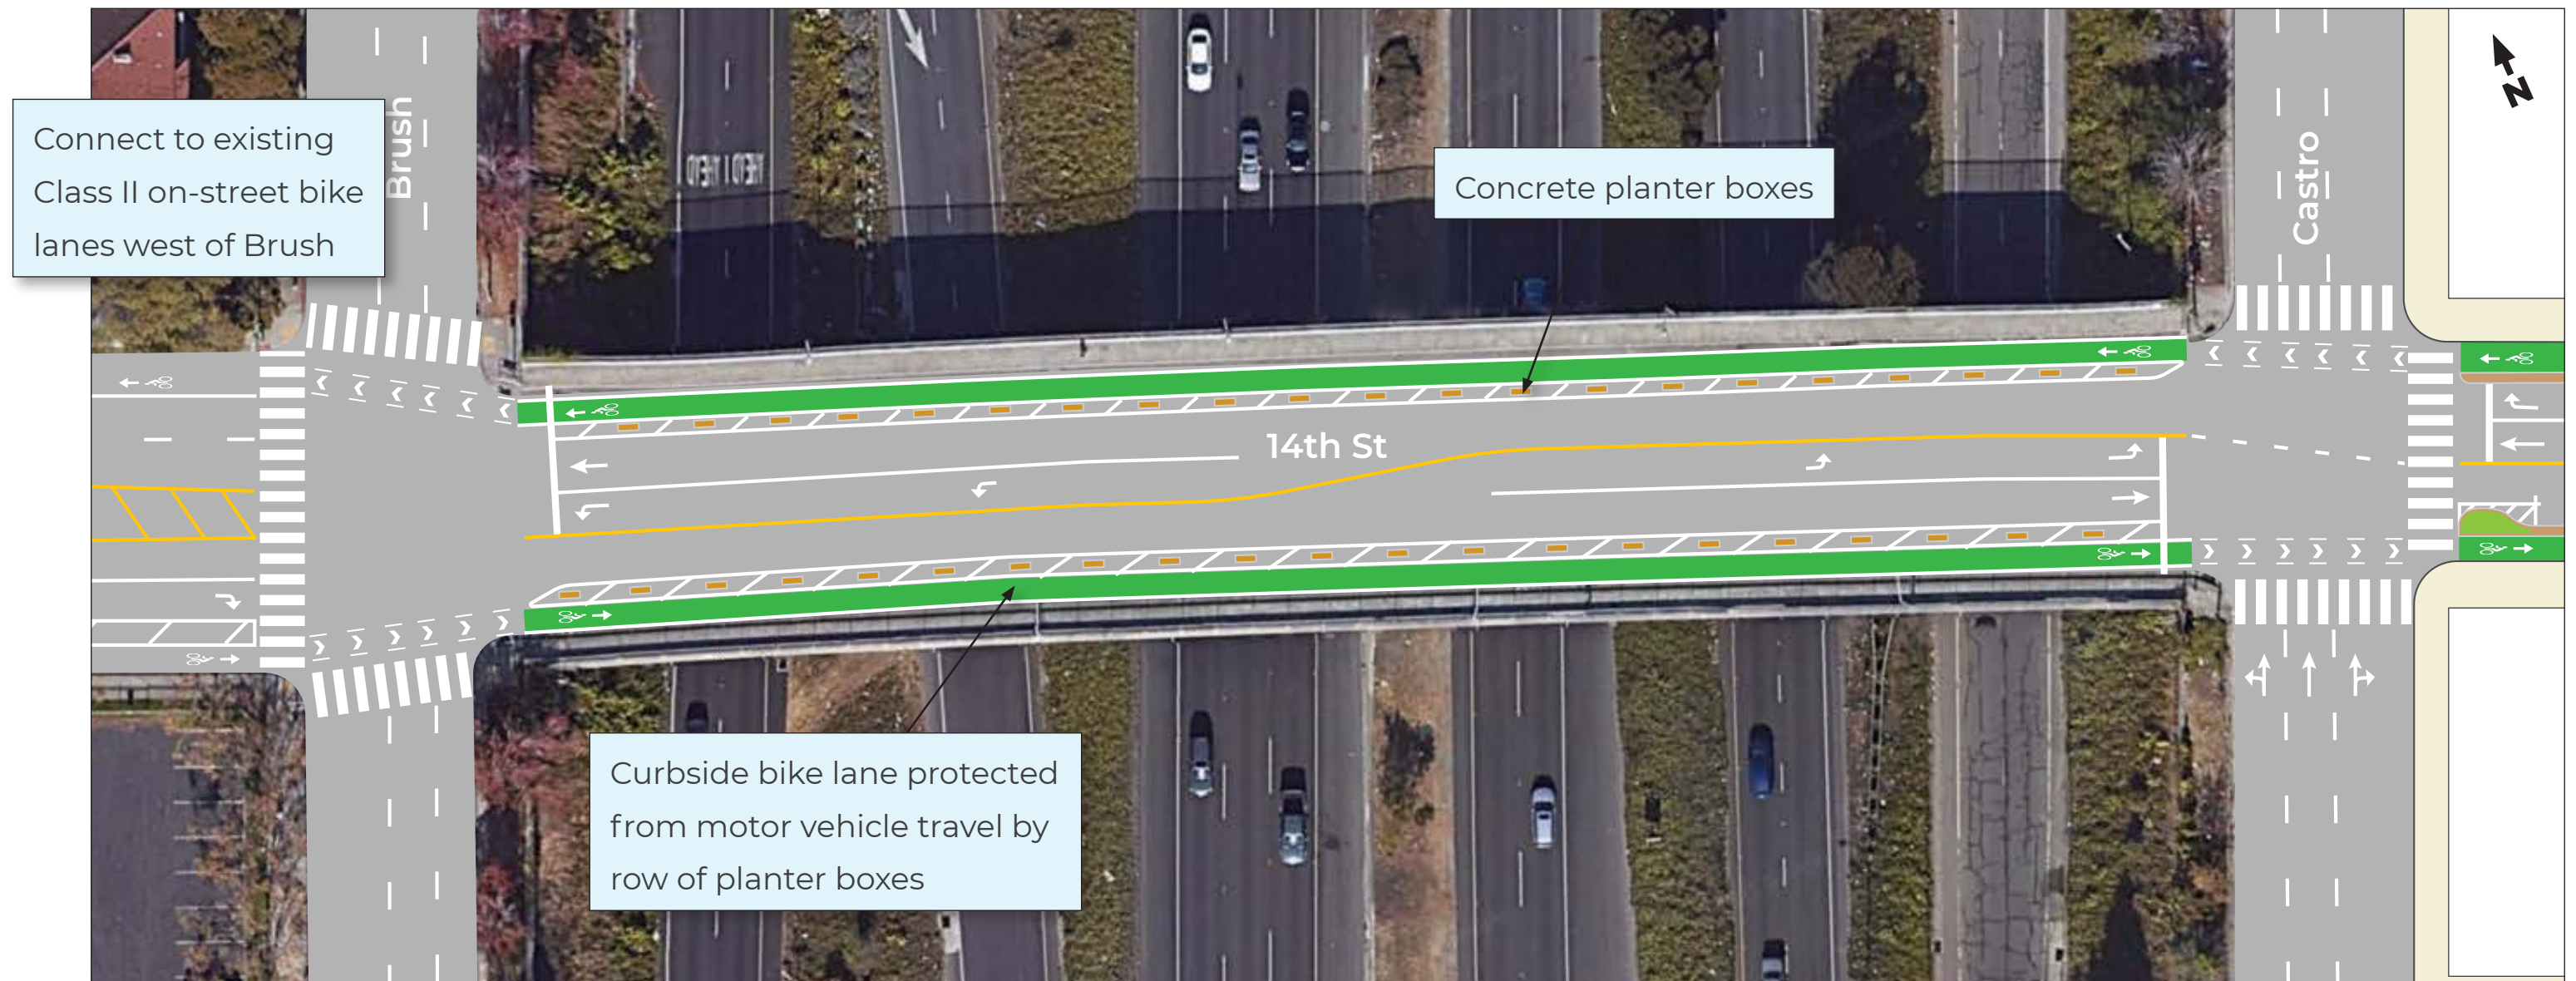 Connect to existing
Class II on-street bike
lanes west of Brush
Brush
Concrete planter boxes
Castro
N
14th St
Curbside bike lane protected
from motor vehicle travel by
row of planter boxes